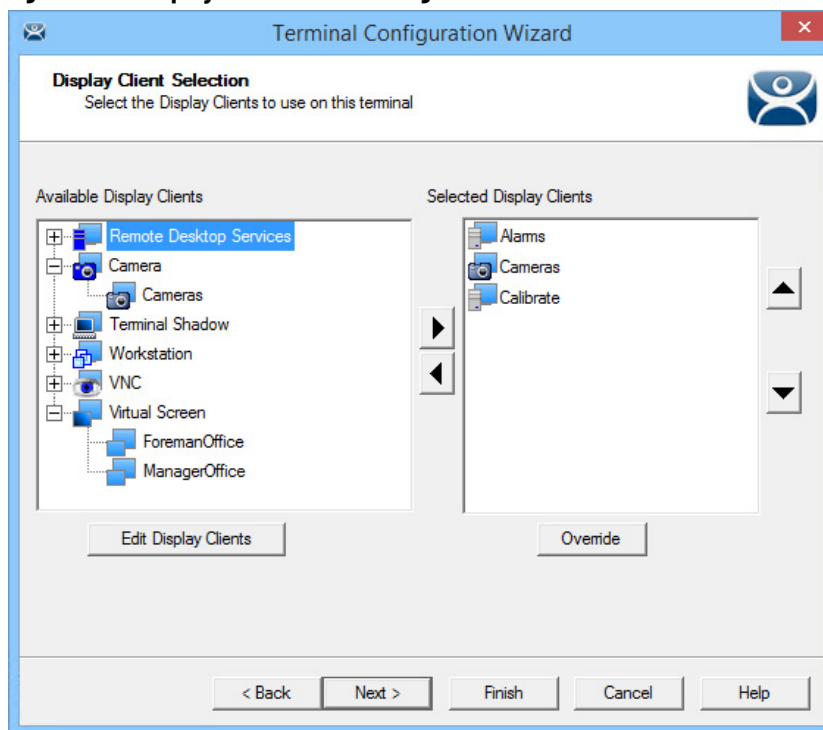 Terminal Configuration Wizard
Display Client Selection
Select the Display Clients to use on this terminal
Available Display Clients
Remote Desktop Services
Camera
Cameras
Terminal Shadow
Workstation
VNC
Virtual Screen
ForemanOffice
ManagerOffice
Edit Display Clients
Selected Display Clients
Alarms
Cameras
Calibrate
Override
< Back
Next >
Finish
Cancel
Help